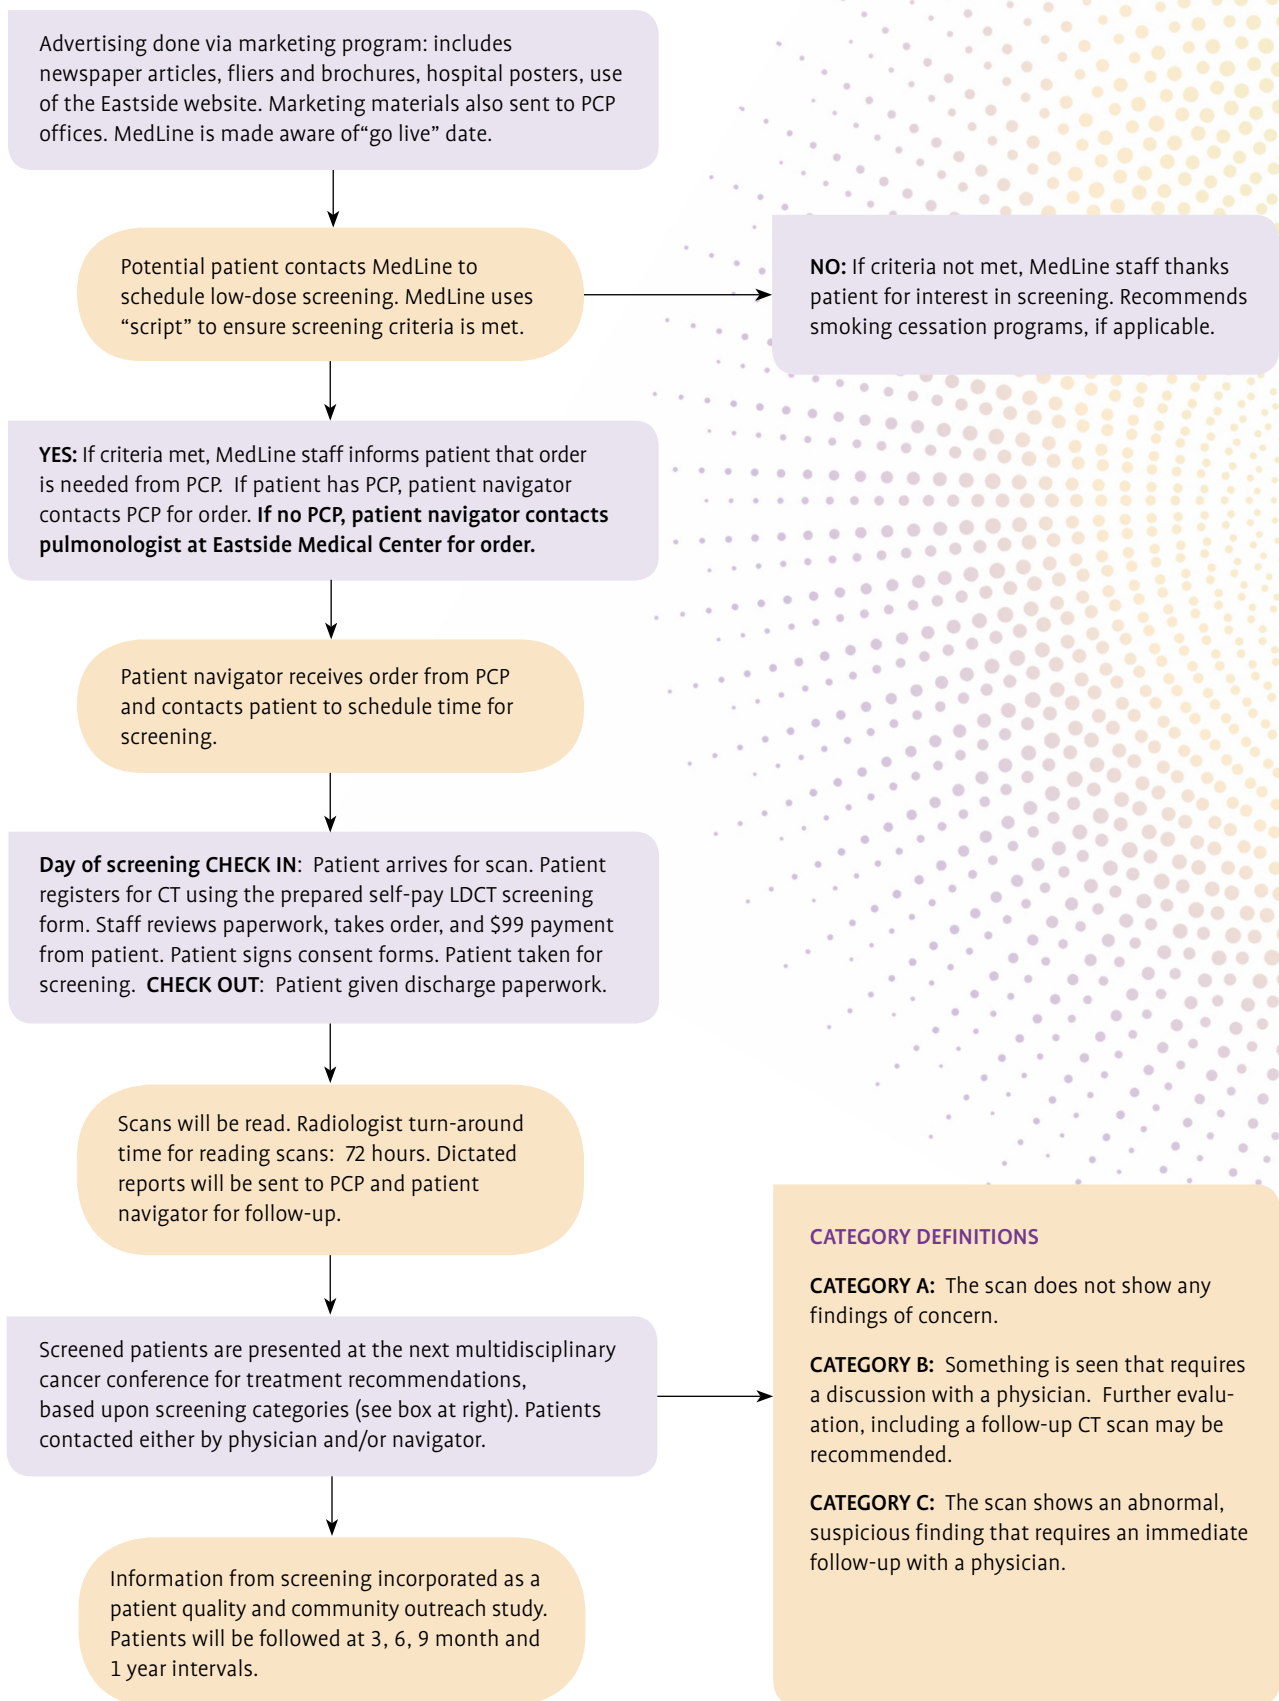 Advertising done via marketing program: includes
newspaper articles, fliers and brochures, hospital posters, use
of the Eastside website. Marketing materials also sent to PCP
offices. MedLine is made aware of“go live” date.
Potential patient contacts MedLine to
schedule low-dose screening. MedLine uses
“script” to ensure screening criteria is met.
NO: If criteria not met, MedLine staff thanks
patient for interest in screening. Recommends
smoking cessation programs, if applicable.
YES: If criteria met, MedLine staff informs patient that order
is needed from PCP. If patient has PCP, patient navigator
contacts PCP for order. If no PCP, patient navigator contacts
pulmonologist at Eastside Medical Center for order.
Patient navigator receives order from PCP
and contacts patient to schedule time for
screening.
Day of screening CHECK IN: Patient arrives for scan. Patient
registers for CT using the prepared self-pay LDCT screening
form. Staff reviews paperwork, takes order, and $99 payment
from patient. Patient signs consent forms. Patient taken for
screening. CHECK OUT: Patient given discharge paperwork.
Scans will be read. Radiologist turn-around
time for reading scans: 72 hours. Dictated
reports will be sent to PCP and patient
navigator for follow-up.
Screened patients are presented at the next multidisciplinary
cancer conference for treatment recommendations,
based upon screening categories (see box at right). Patients
contacted either by physician and/or navigator.
CATEGORY DEFINITIONS
CATEGORY A: The scan does not show any
findings of concern.
CATEGORY B: Something is seen that requires
a discussion with a physician. Further evalu-
ation, including a follow-up CT scan may be
recommended.
CATEGORY C: The scan shows an abnormal,
suspicious finding that requires an immediate
follow-up with a physician.
Information from screening incorporated as a
patient quality and community outreach study.
Patients will be followed at 3, 6, 9 month and
1 year intervals.